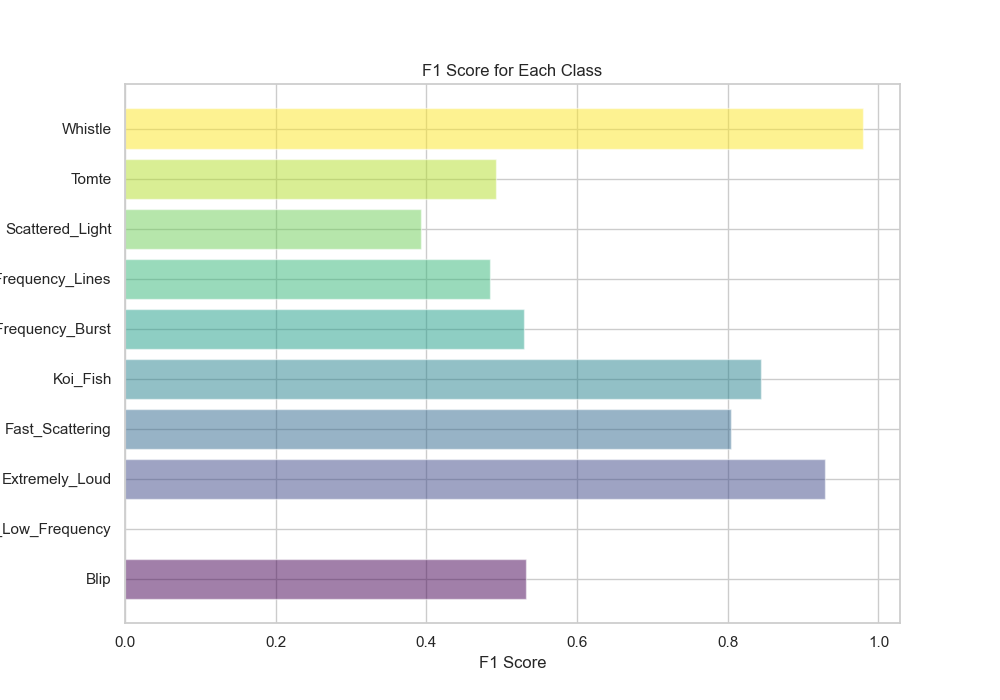 F1 Score for Each Class
Whistle
Tomte
Scattered_Light
Frequency_Lines
Frequency_Burst
Koi_Fish
Fast_Scattering
Extremely_Loud
_Low_Frequency
Blip
0.0 0.2 0.4 0.6 0.8 1.0
F1 Score